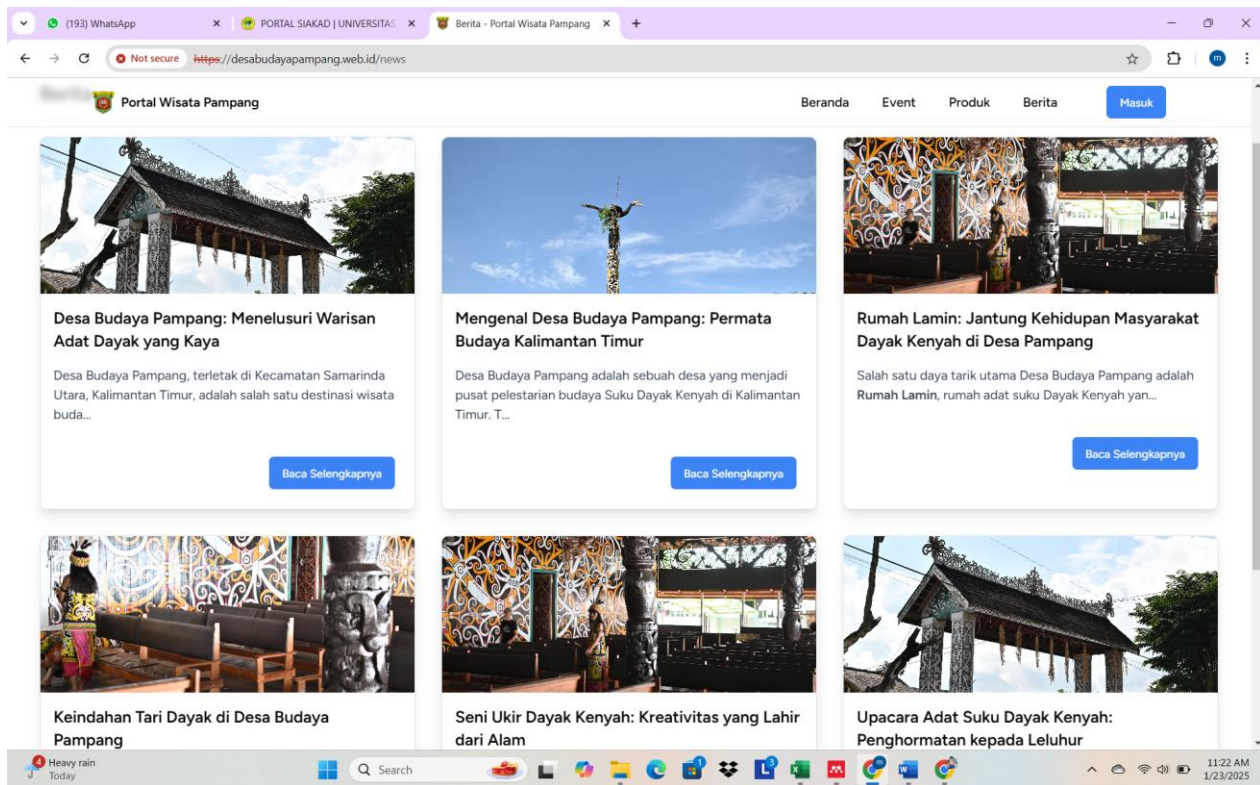 (193) WhatsApp
PORTAL SIAKAD | UNIVERSITAS
Berita - Portal Wisata Pampang
Not secure
https://desabudayapampang.web.id/news
m
Berita
Portal Wisata Pampang
Beranda
Event
Produk
Berita
Masuk
Desa Budaya Pampang: Menelusuri Warisan
Adat Dayak yang Kaya
Desa Budaya Pampang, terletak di Kecamatan Samarinda
Utara, Kalimantan Timur, adalah salah satu destinasi wisata
buda...
Baca Selengkapnya
Mengenal Desa Budaya Pampang: Permata
Budaya Kalimantan Timur
Desa Budaya Pampang adalah sebuah desa yang menjadi
pusat pelestarian budaya Suku Dayak Kenyah di Kalimantan
Timur. T...
Baca Selengkapnya
Rumah Lamin: Jantung Kehidupan Masyarakat
Dayak Kenyah di Desa Pampang
Salah satu daya tarik utama Desa Budaya Pampang adalah
Rumah Lamin, rumah adat suku Dayak Kenyah yan...
Baca Selengkapnya
Keindahan Tari Dayak di Desa Budaya
Pampang
Seni Ukir Dayak Kenyah: Kreativitas yang Lahir
dari Alam
Upacara Adat Suku Dayak Kenyah:
Penghormatan kepada Leluhur
4
Heavy rain
Today
Search
11:22 AM
1/23/2025